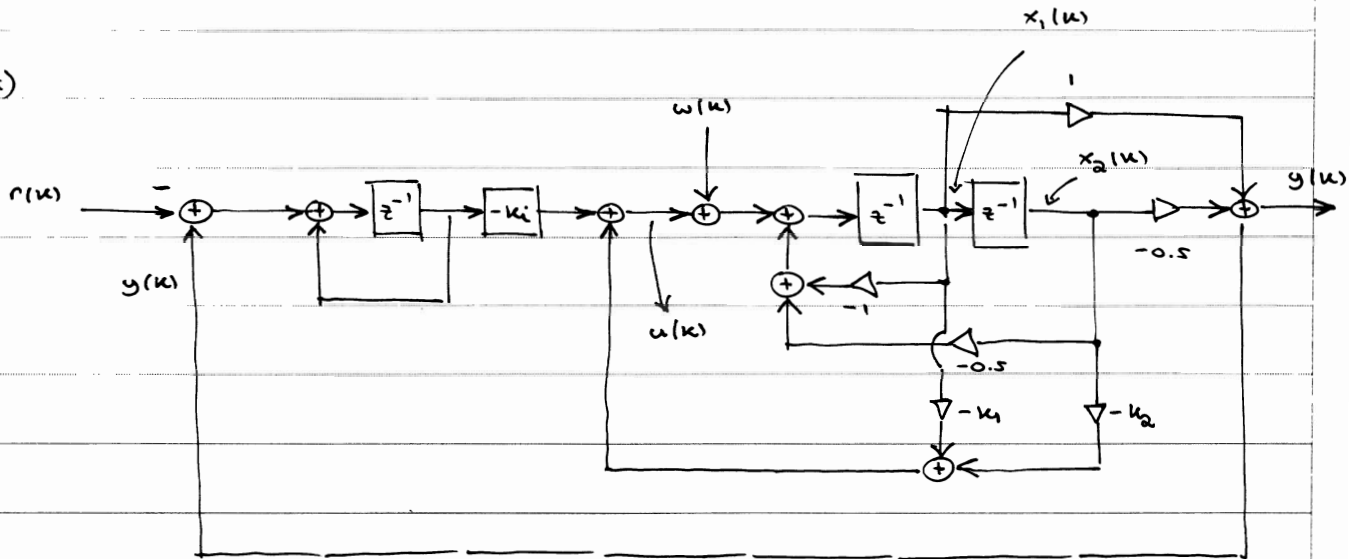 x₁(k)
)
1
w(k)
x₂(k)
r(k)
-
+
+
z⁻¹
-ki
+
+
+
z⁻¹
z⁻¹
+
y(k)
-0.5
y(k)
+
-1
u(k)
-0.5
-k₁
-k₂
+